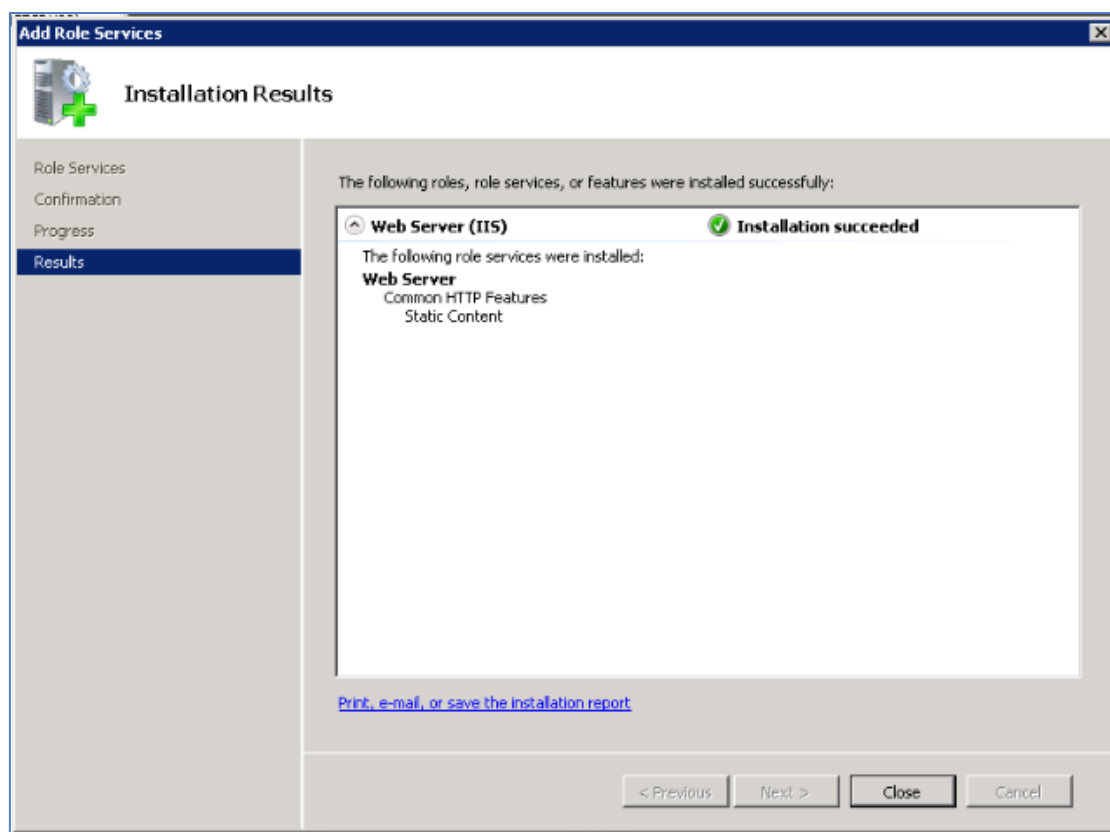 Add Role Services
Installation Results
Role Services
Confirmation
Progress
Results
The following roles, role services, or features were installed successfully:
Web Server (IIS)
Installation succeeded
The following role services were installed:
Web Server
Common HTTP Features
Static Content
Print, e-mail, or save the installation report
< Previous
Next >
Close
Cancel